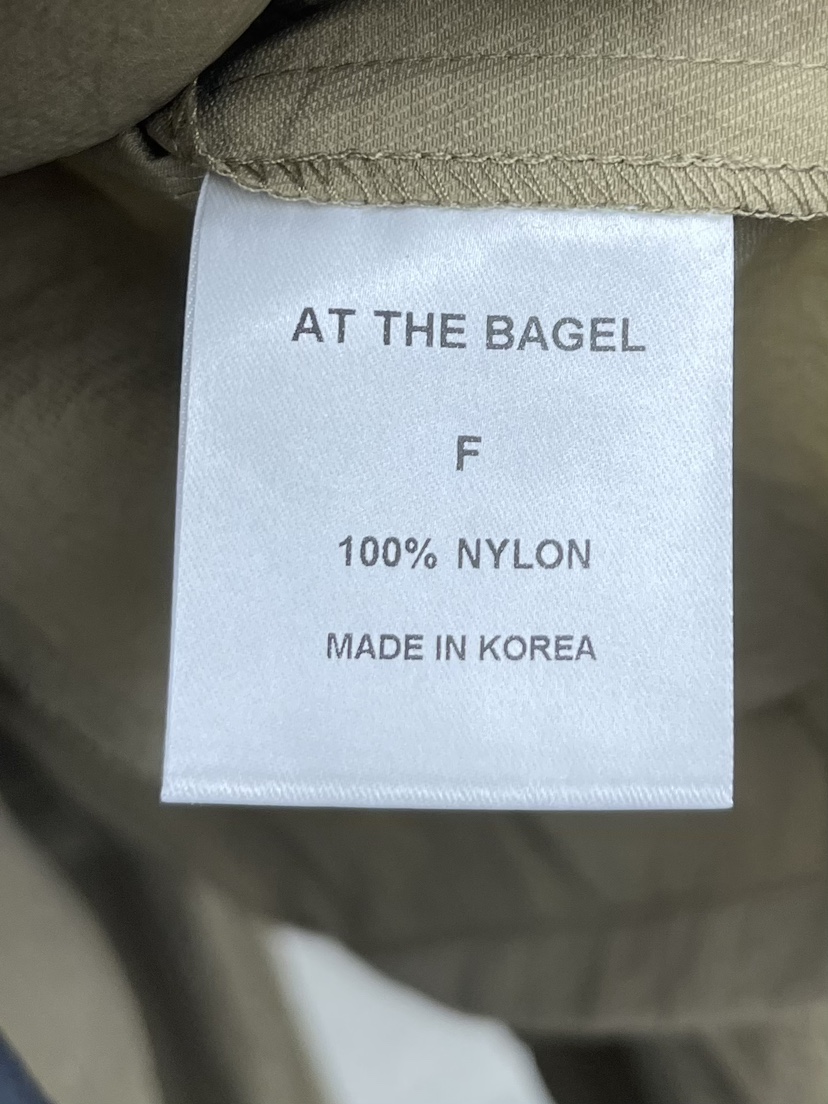 AT THE BAGEL
F
100% NYLON
MADE IN KOREA